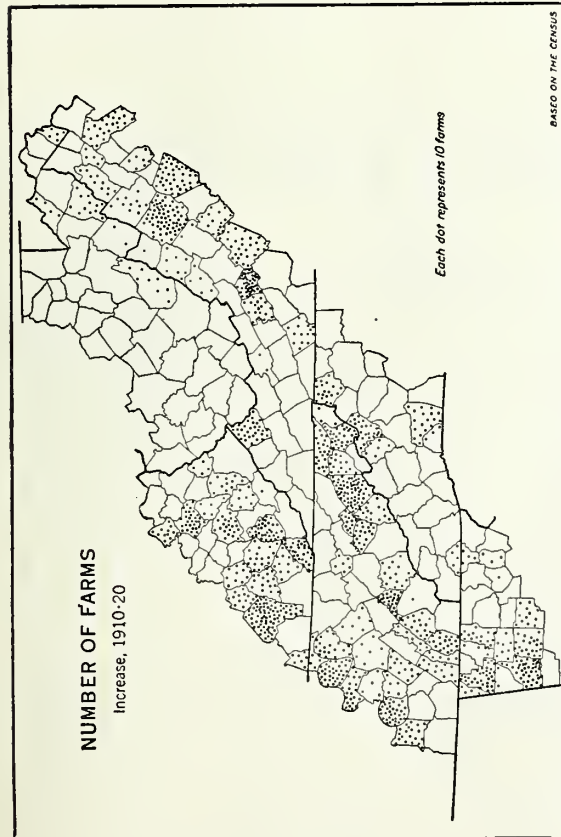 NUMBER OF FARMS
Increase, 1910-20
Each dot represents 10 farms
BASED ON THE CENSUS